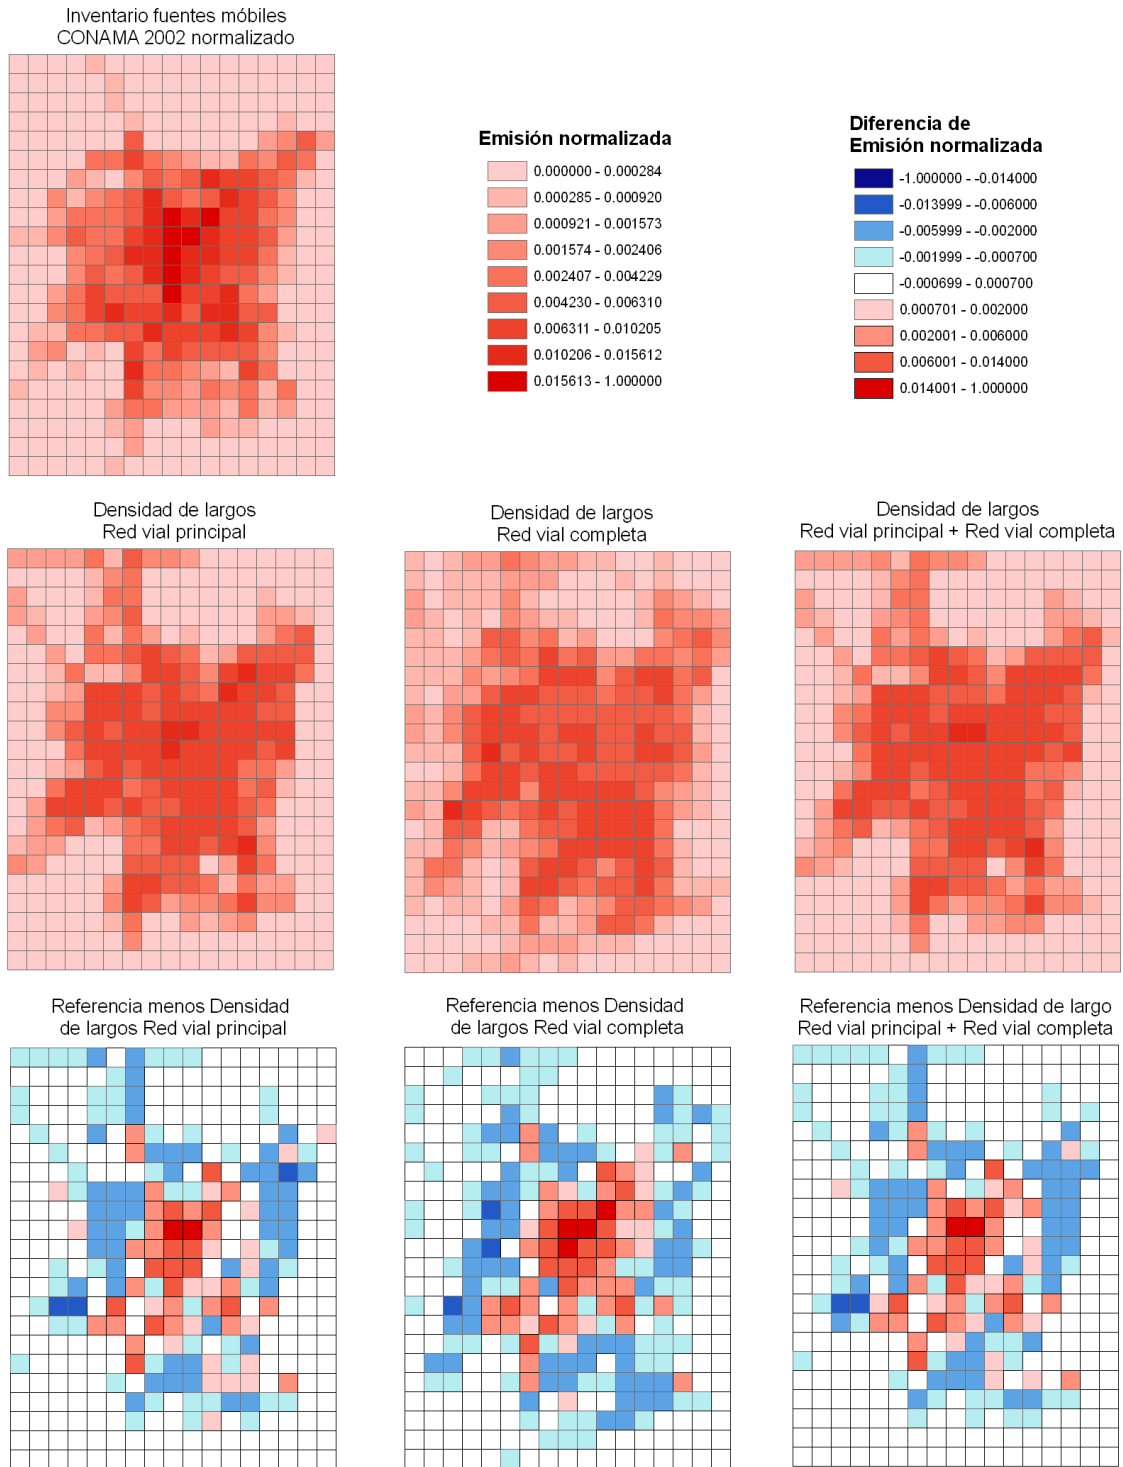 Inventario fuentes móbiles
CONAMA 2002 normalizado
Emisión normalizada
0.000000 - 0.000284
0.000285 - 0.000920
0.000921 - 0.001573
0.001574 - 0.002406
0.002407 - 0.004229
0.004230 - 0.006310
0.006311 - 0.010205
0.010206 - 0.015612
0.015613 - 1.000000
Diferencia de
Emisión normalizada
-1.000000 - -0.014000
-0.013999 - -0.006000
-0.005999 - -0.002000
-0.001999 - -0.000700
-0.000699 - 0.000700
0.000701 - 0.002000
0.002001 - 0.006000
0.006001 - 0.014000
0.014001 - 1.000000
Densidad de largos
Red vial principal
Densidad de largos
Red vial completa
Densidad de largos
Red vial principal + Red vial completa
Referencia menos Densidad
de largos Red vial principal
Referencia menos Densidad
de largos Red vial completa
Referencia menos Densidad de largo
Red vial principal + Red vial completa